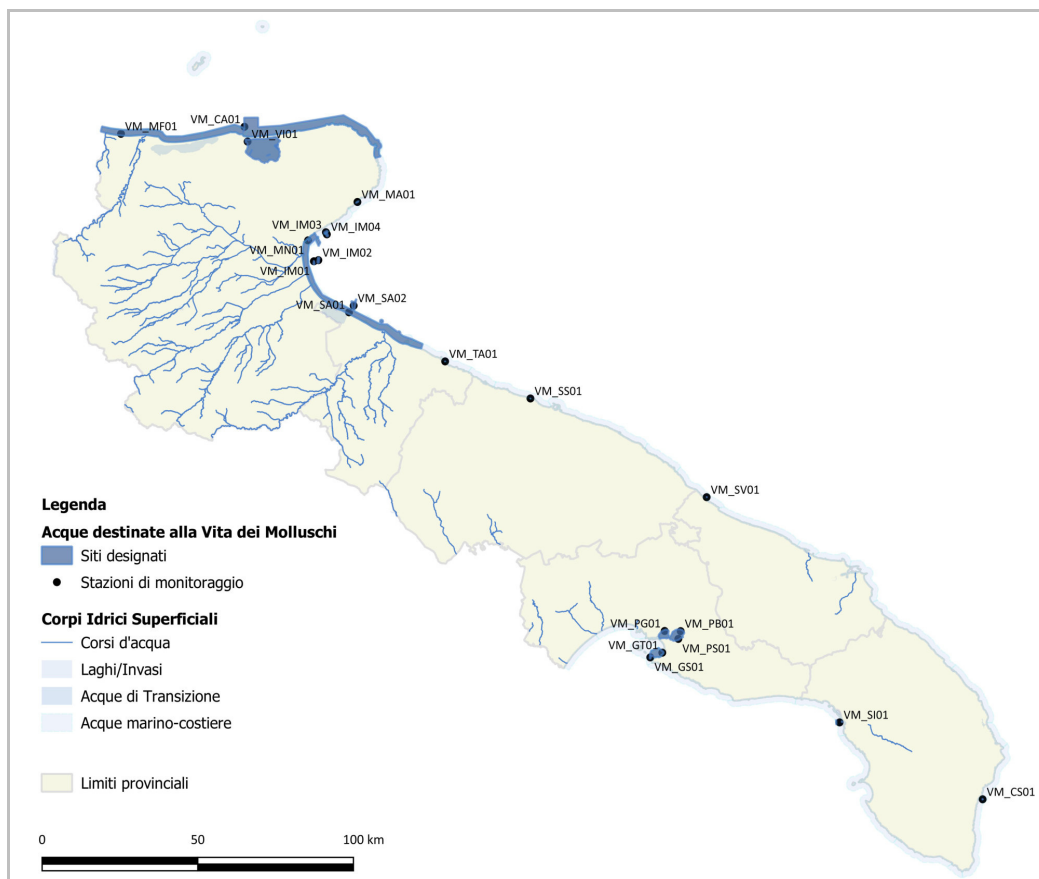 VM_CA01
VM_MF01
VM_VI01
VM_MA01
VM_IM03
VM_IM04
VM_MN01
VM_IM02
VM_IM01
VM_SA02
VM_SA01
VM_TA01
VM_SS01
VM_SV01
VM_PG01
VM_PB01
VM_GT01
VM_PS01
VM_GS01
VM_SI01
VM_CS01
Legenda
Acque destinate alla Vita dei Molluschi
Siti designati
Stazioni di monitoraggio
Corpi Idrici Superficiali
Corsi d'acqua
Laghi/Invasi
Acque di Transizione
Acque marino-costiere
Limiti provinciali
0 50 100 km